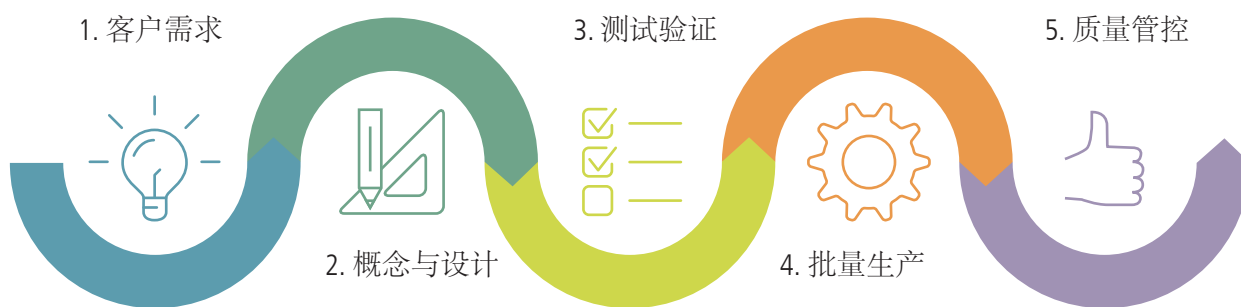 1. 客户需求
2. 概念与设计
3. 测试验证
4. 批量生产
5. 质量管控